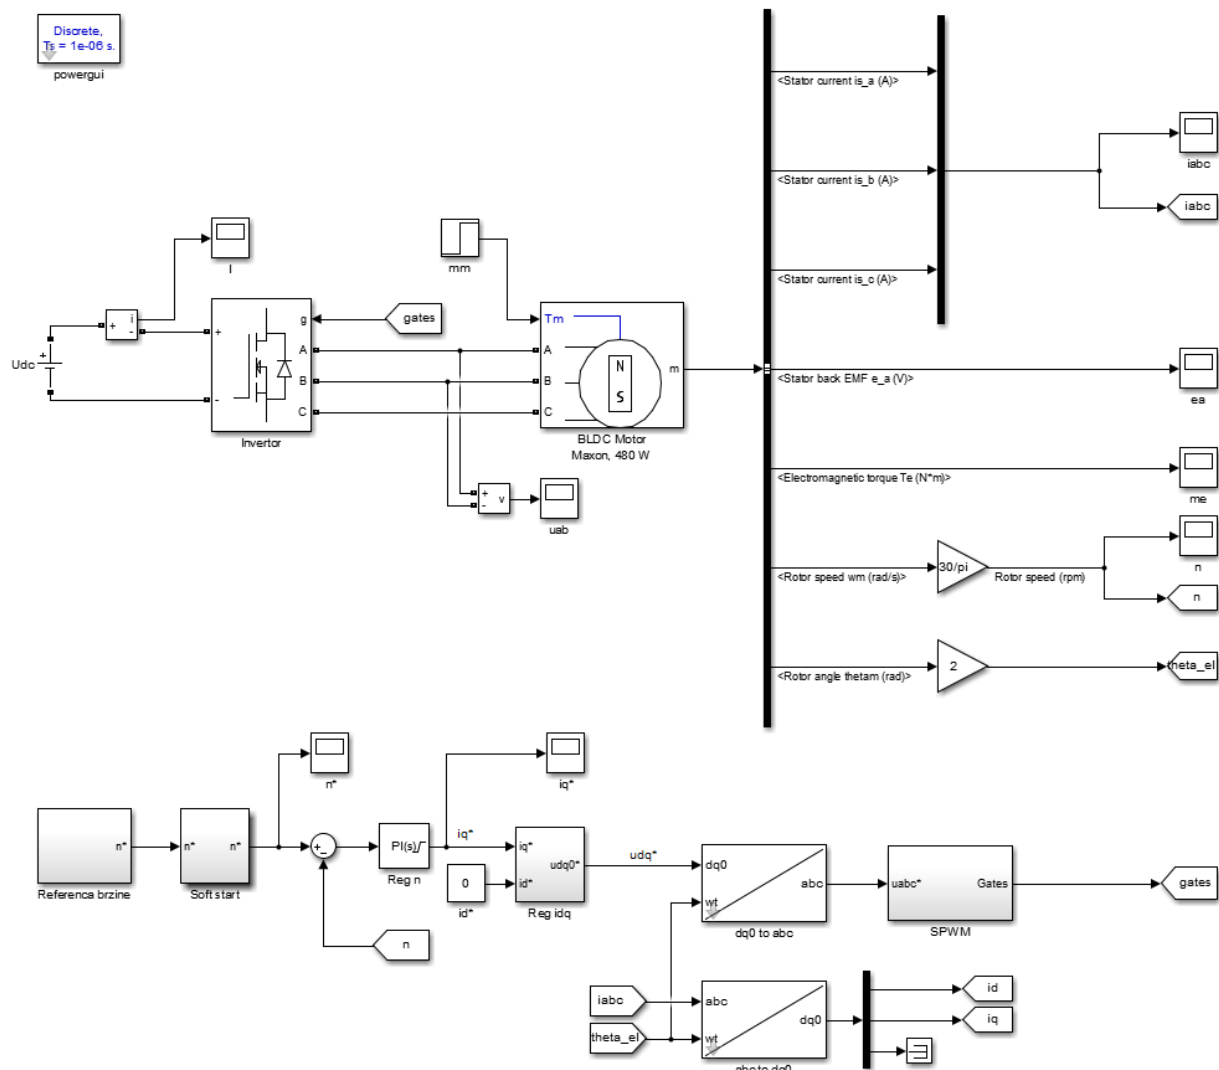 Discrete,
Ts = 1e-06 s.
powergui
<Stator current is_a (A)>
iabc
<Stator current is_b (A)>
iabc
<Stator current is_c (A)>
I
mm
Udc
+
+
i
-
+
-
g
A
B
C
Invertor
gates
Tm
A
B
C
N
S
m
BLDC Motor
Maxon, 480 W
+
-
v
uab
<Stator back EMF e_a (V)>
ea
<Electromagnetic torque Te (N*m)>
me
<Rotor speed wm (rad/s)>
30/pi
Rotor speed (rpm)
n
n
<Rotor angle thetam (rad)>
2
theta_el
n*
iq*
n*
Referenca brzine
n*
n*
Soft start
+
-
PI(s)
Reg n
iq*
0
id*
iq*
id*
udq0*
Reg idq
udq*
dq0
wt
abc
dq0 to abc
uabc*
Gates
SPWM
gates
n
iabc
theta_el
abc
wt
dq0
abc to dq0
id
iq